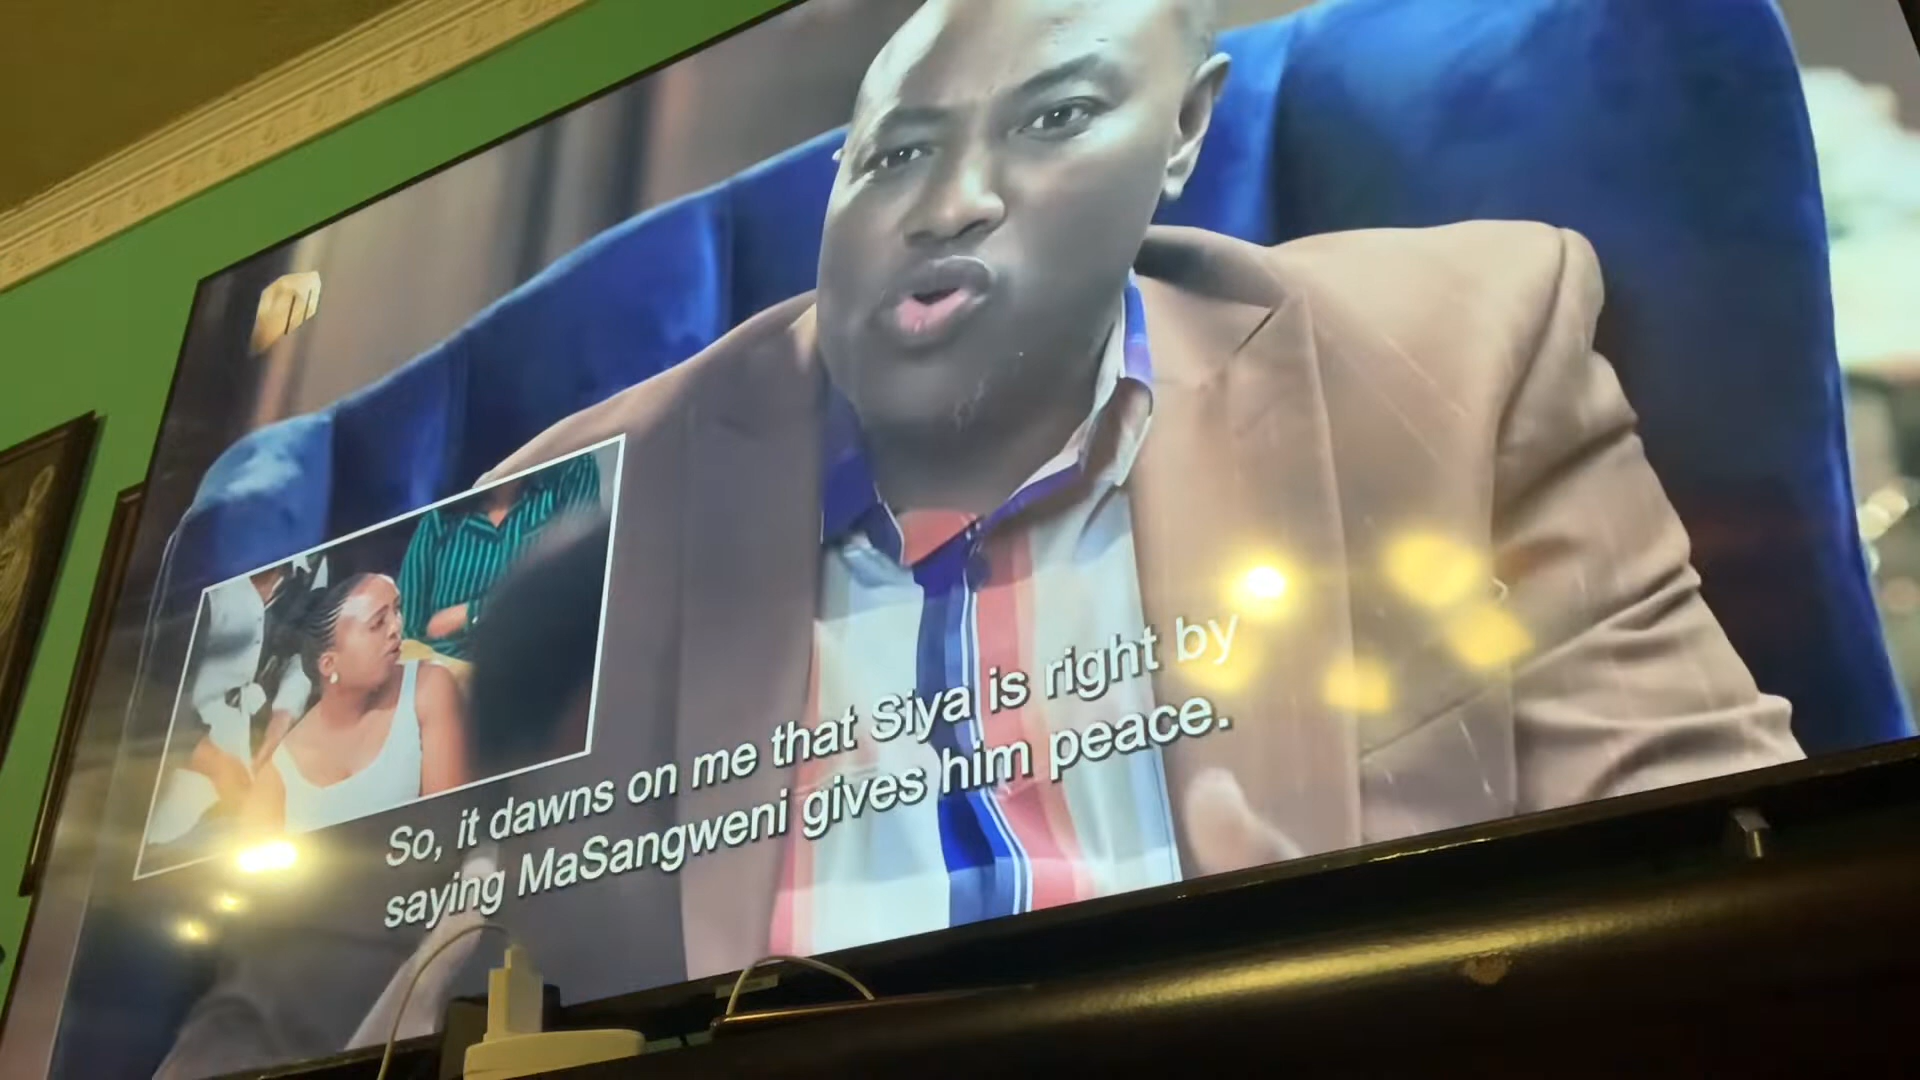 So, it dawns on me that Siya is right by
saying MaSangweni gives him peace.